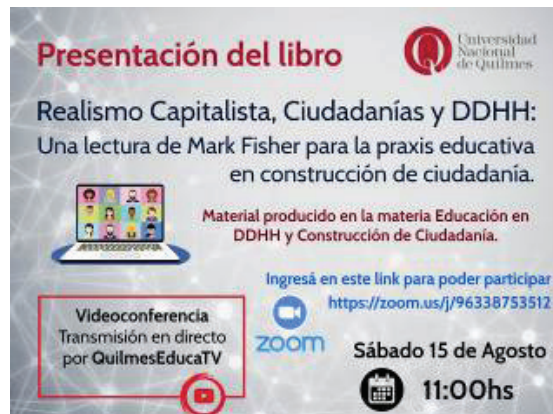 Presentación del libro
Universidad
Nacional
de Quilmes
Realismo Capitalista, Ciudadanías y DDHH:
Una lectura de Mark Fisher para la praxis educativa
en construcción de ciudadanía.
Material producido en la materia Educación en
DDHH y Construcción de Ciudadanía.
Ingresá en este link para poder participar
https://zoom.us/j/96338753512
zoom
Videoconferencia
Transmisión en directo
por QuilmesEducaTV
Sábado 15 de Agosto
11:00hs